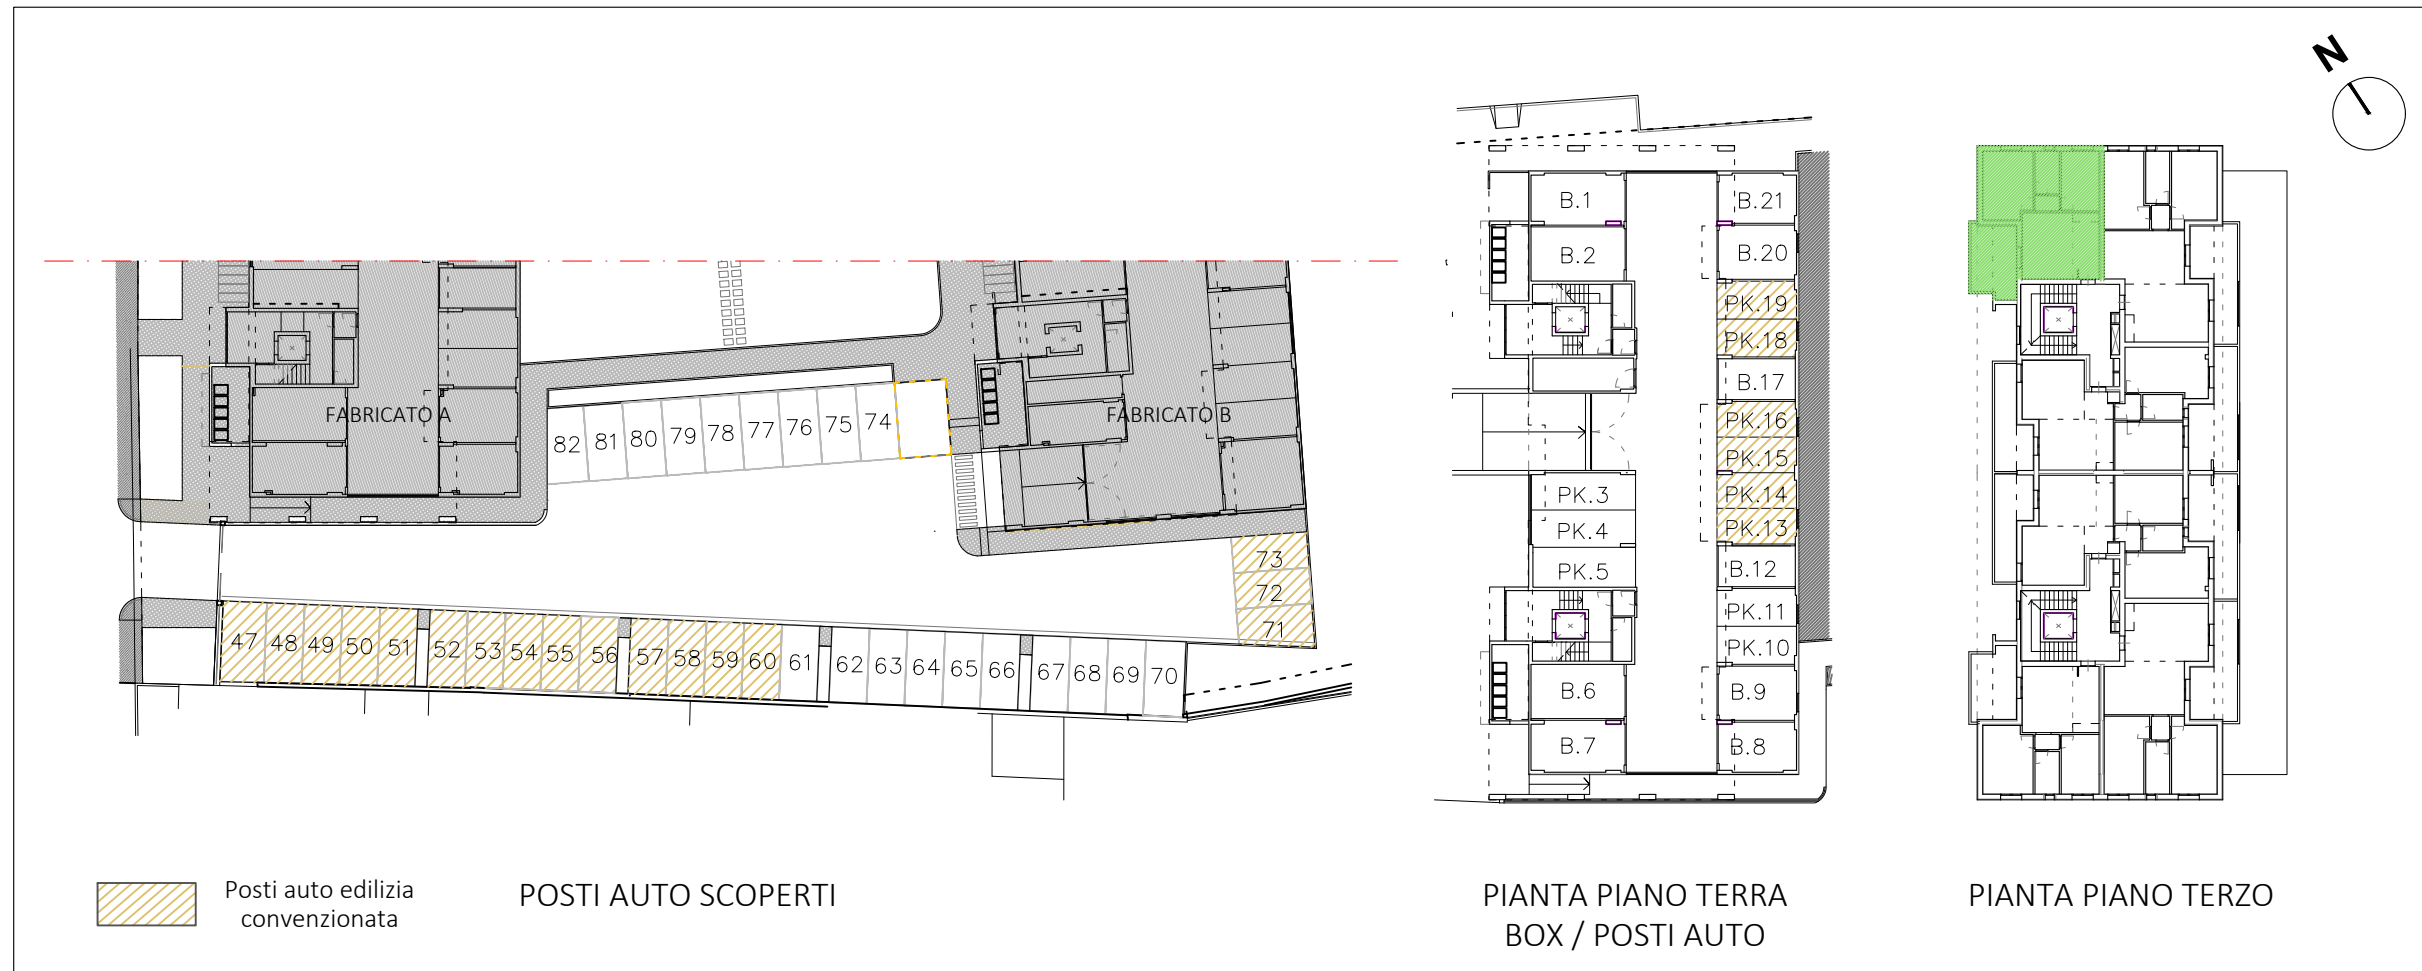 N
FABRICATO A
FABRICATO B
82 81 80 79 78 77 76 75 74
73
72
71
47 48 49 50 51 52 53 54 55 56 57 58 59 60 61 62 63 64 65 66 67 68 69 70
B.1
B.2
PK.3
PK.4
PK.5
B.6
B.7
B.21
B.20
PK.19
PK.18
B.17
PK.16
PK.15
PK.14
PK.13
B.12
PK.11
PK.10
B.9
B.8
Posti auto edilizia
convenzionata
POSTI AUTO SCOPERTI
PIANTA PIANO TERRA
BOX / POSTI AUTO
PIANTA PIANO TERZO